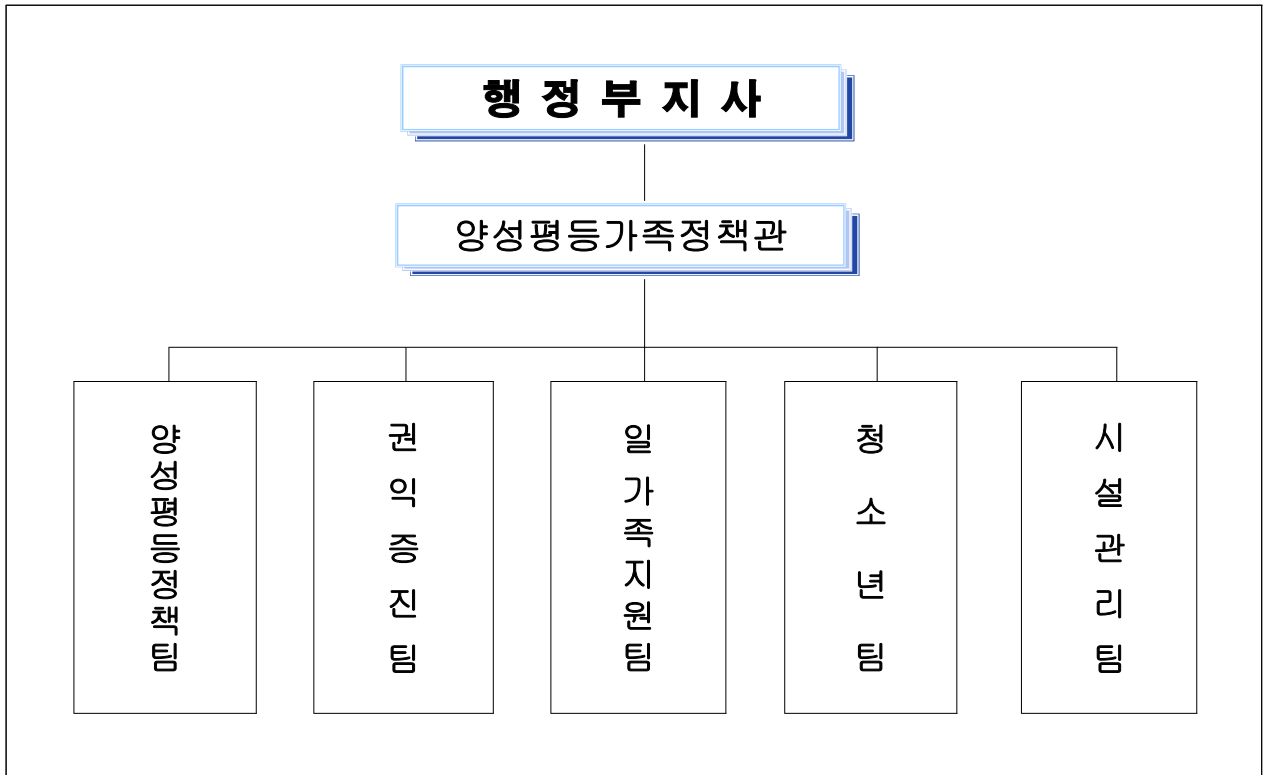 행 정 부 지 사
양성평등가족정책관
양성평등정책팀
권익증진팀
일 가족지원팀
청소년팀
시설관리팀